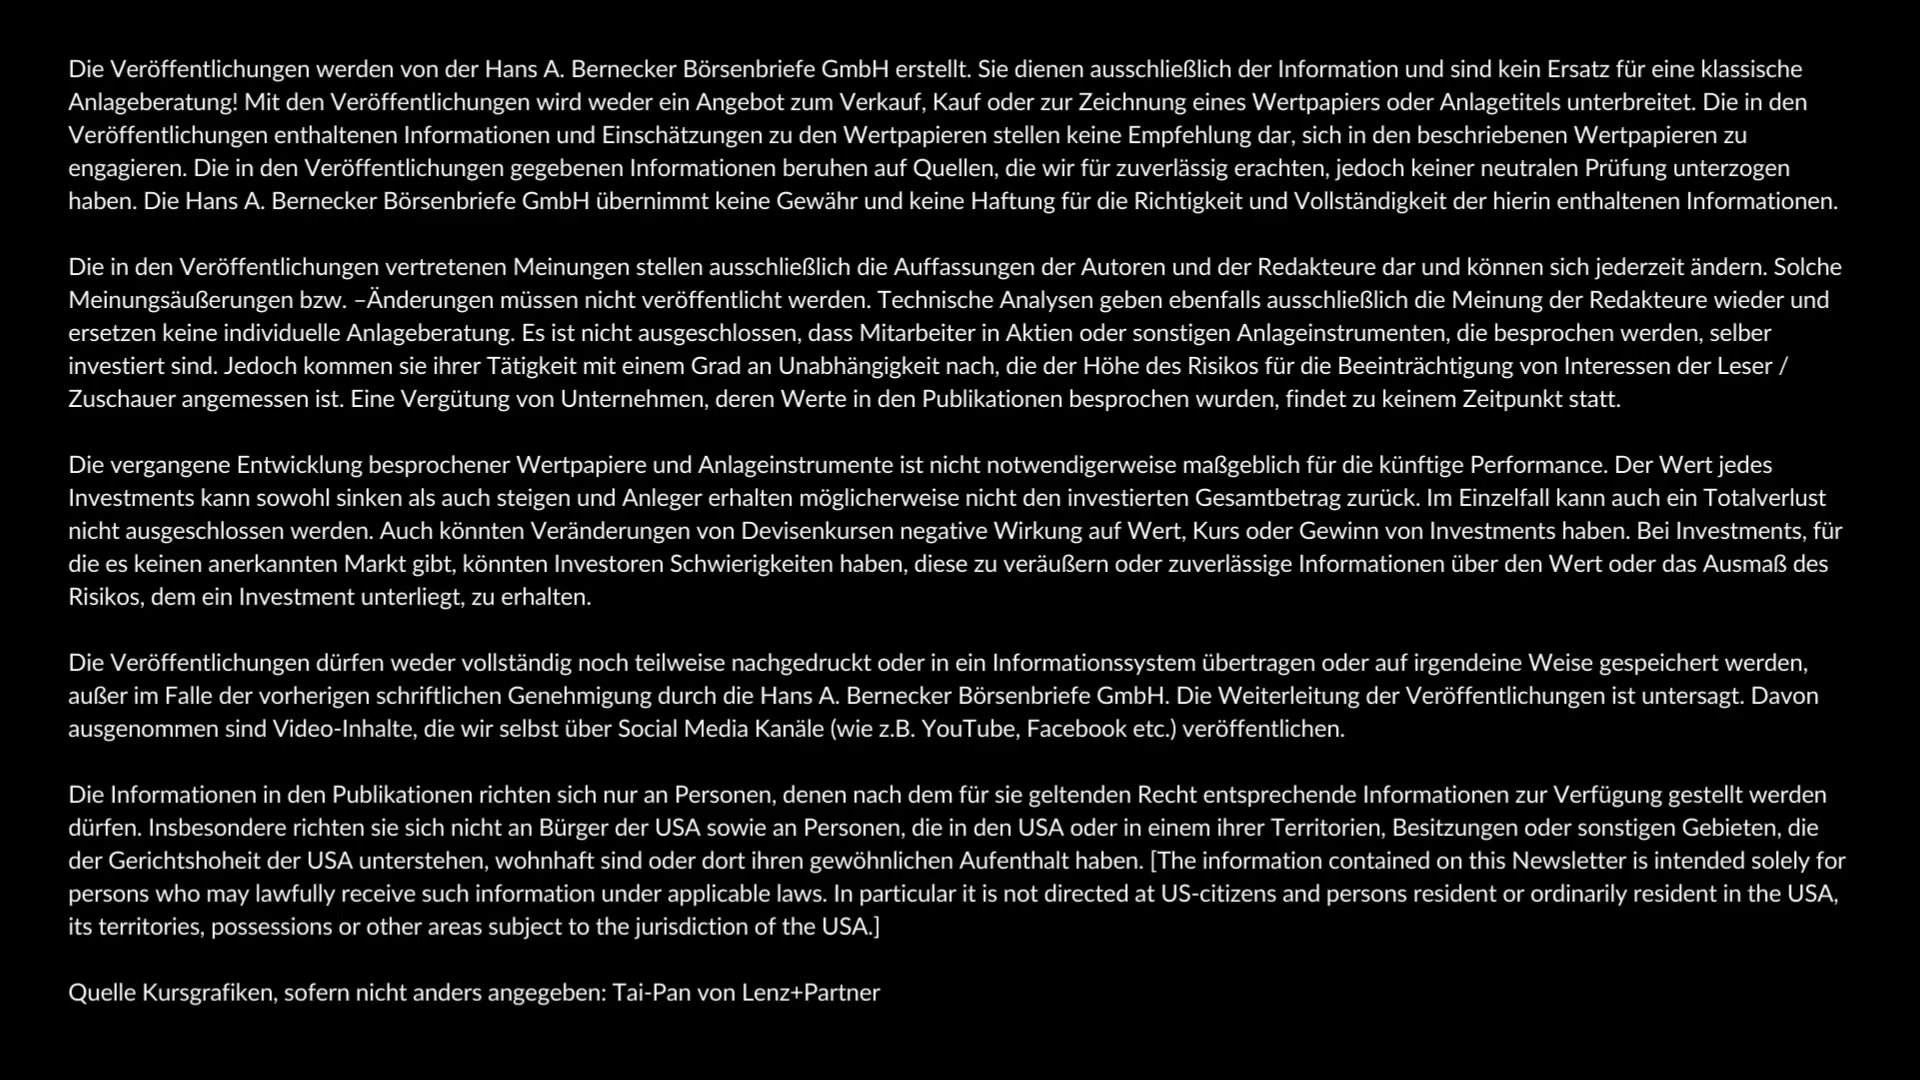 Die Veröffentlichungen werden von der Hans A. Bernecker Börsenbriefe GmbH erstellt. Sie dienen ausschließlich der Information und sind kein Ersatz für eine klassische
Anlageberatung! Mit den Veröffentlichungen wird weder ein Angebot zum Verkauf, Kauf oder zur Zeichnung eines Wertpapiers oder Anlagetitels unterbreitet. Die in den
Veröffentlichungen enthaltenen Informationen und Einschätzungen zu den Wertpapieren stellen keine Empfehlung dar, sich in den beschriebenen Wertpapieren zu
engagieren. Die in den Veröffentlichungen gegebenen Informationen beruhen auf Quellen, die wir für zuverlässig erachten, jedoch keiner neutralen Prüfung unterzogen
haben. Die Hans A. Bernecker Börsenbriefe GmbH übernimmt keine Gewähr und keine Haftung für die Richtigkeit und Vollständigkeit der hierin enthaltenen Informationen.
Die in den Veröffentlichungen vertretenen Meinungen stellen ausschließlich die Auffassungen der Autoren und der Redakteure dar und können sich jederzeit ändern. Solche
Meinungsäußerungen bzw. –Änderungen müssen nicht veröffentlicht werden. Technische Analysen geben ebenfalls ausschließlich die Meinung der Redakteure wieder und
ersetzen keine individuelle Anlageberatung. Es ist nicht ausgeschlossen, dass Mitarbeiter in Aktien oder sonstigen Anlageinstrumenten, die besprochen werden, selber
investiert sind. Jedoch kommen sie ihrer Tätigkeit mit einem Grad an Unabhängigkeit nach, die der Höhe des Risikos für die Beeinträchtigung von Interessen der Leser /
Zuschauer angemessen ist. Eine Vergütung von Unternehmen, deren Werte in den Publikationen besprochen wurden, findet zu keinem Zeitpunkt statt.
Die vergangene Entwicklung besprochener Wertpapiere und Anlageinstrumente ist nicht notwendigerweise maßgeblich für die künftige Performance. Der Wert jedes
Investments kann sowohl sinken als auch steigen und Anleger erhalten möglicherweise nicht den investierten Gesamtbetrag zurück. Im Einzelfall kann auch ein Totalverlust
nicht ausgeschlossen werden. Auch könnten Veränderungen von Devisenkursen negative Wirkung auf Wert, Kurs oder Gewinn von Investments haben. Bei Investments, für
die es keinen anerkannten Markt gibt, könnten Investoren Schwierigkeiten haben, diese zu veräußern oder zuverlässige Informationen über den Wert oder das Ausmaß des
Risikos, dem ein Investment unterliegt, zu erhalten.
Die Veröffentlichungen dürfen weder vollständig noch teilweise nachgedruckt oder in ein Informationssystem übertragen oder auf irgendeine Weise gespeichert werden,
außer im Falle der vorherigen schriftlichen Genehmigung durch die Hans A. Bernecker Börsenbriefe GmbH. Die Weiterleitung der Veröffentlichungen ist untersagt. Davon
ausgenommen sind Video-Inhalte, die wir selbst über Social Media Kanäle (wie z.B. YouTube, Facebook etc.) veröffentlichen.
Die Informationen in den Publikationen richten sich nur an Personen, denen nach dem für sie geltenden Recht entsprechende Informationen zur Verfügung gestellt werden
dürfen. Insbesondere richten sie sich nicht an Bürger der USA sowie an Personen, die in den USA oder in einem ihrer Territorien, Besitzungen oder sonstigen Gebieten, die
der Gerichtshoheit der USA unterstehen, wohnhaft sind oder dort ihren gewöhnlichen Aufenthalt haben. [The information contained on this Newsletter is intended solely for
persons who may lawfully receive such information under applicable laws. In particular it is not directed at US-citizens and persons resident or ordinarily resident in the USA,
its territories, possessions or other areas subject to the jurisdiction of the USA.]
Quelle Kursgrafiken, sofern nicht anders angegeben: Tai-Pan von Lenz+Partner